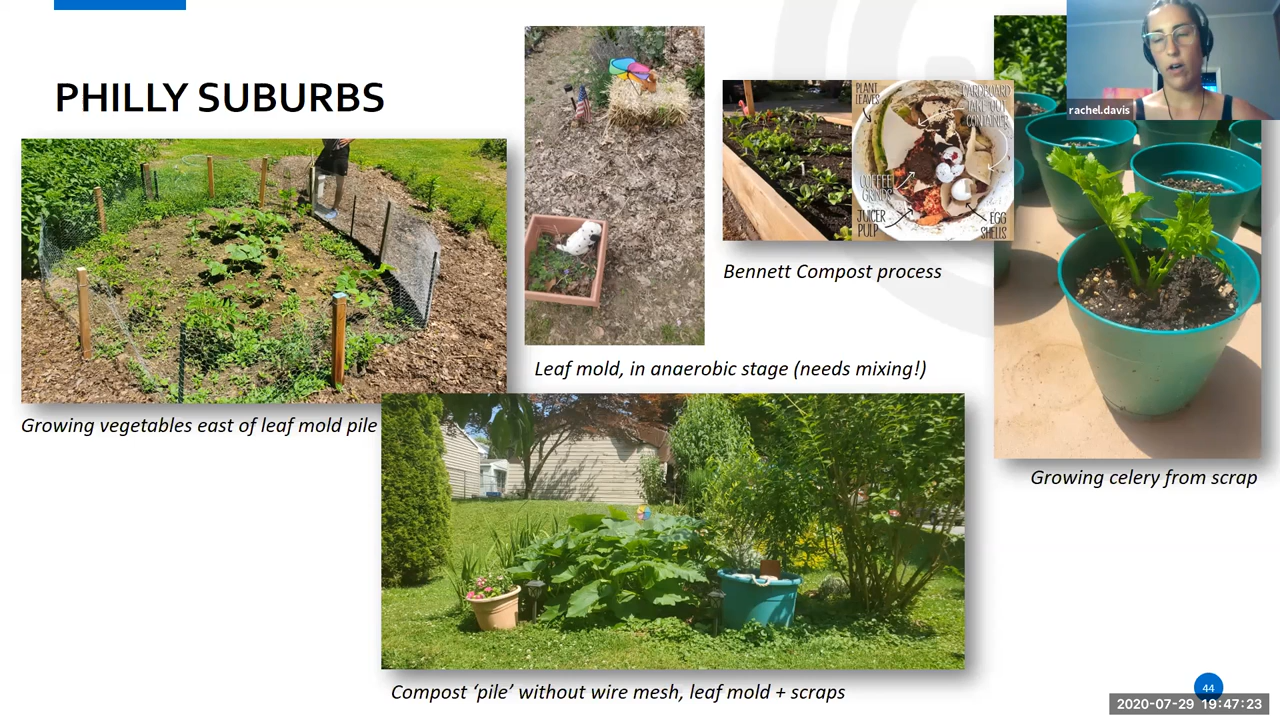 PHILLY SUBURBS
rachel.davis
PLANT
LEAVES
CARDBOARD
TAKE OUT
CONTAINER
COFFEE
GRINDS
JUICER
PULP
EGG
SHELLS
Bennett Compost process
Leaf mold, in anaerobic stage (needs mixing!)
Growing vegetables east of leaf mold pile
Growing celery from scrap
Compost ‘pile’ without wire mesh, leaf mold + scraps
44
2020-07-29 19:47:23